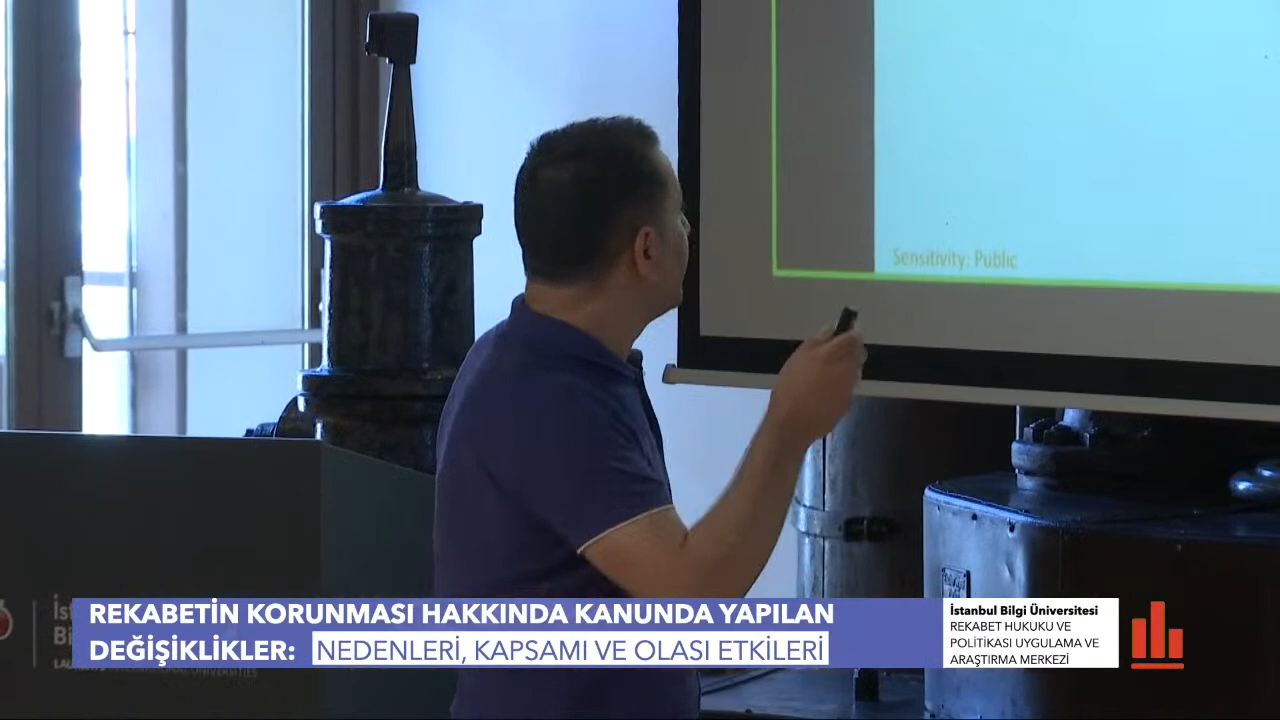 Sensitivity: Public
REKABETİN KORUNMASI HAKKINDA KANUNDA YAPILAN
DEĞİŞİKLİKLER: NEDENLERİ, KAPSAMI VE OLASI ETKİLERİ
İstanbul Bilgi Üniversitesi
REKABET HUKUKU VE
POLİTİKASI UYGULAMA VE
ARAŞTIRMA MERKEZİ